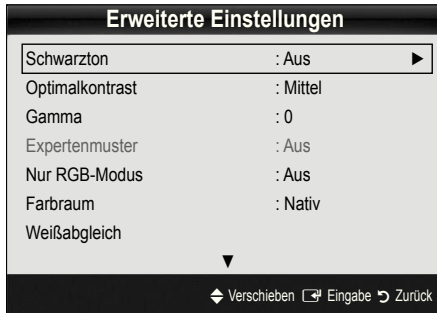 Erweiterte Einstellungen
Schwarzton : Aus ►
Optimalkontrast : Mittel
Gamma : 0
Expertenmuster : Aus
Nur RGB-Modus : Aus
Farbraum : Nativ
Weißabgleich
▼
Verschieben Eingabe Zurück